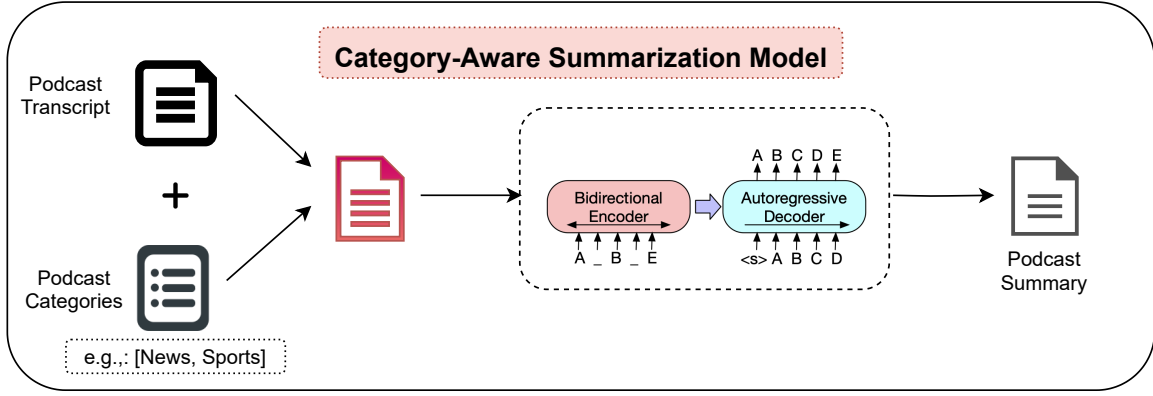 Category-Aware Summarization Model
Podcast
Transcript
+
Podcast
Categories
e.g.,: [News, Sports]
A B C D E
Bidirectional
Encoder
A _ B _ E
Autoregressive
Decoder
<s> A B C D
Podcast
Summary